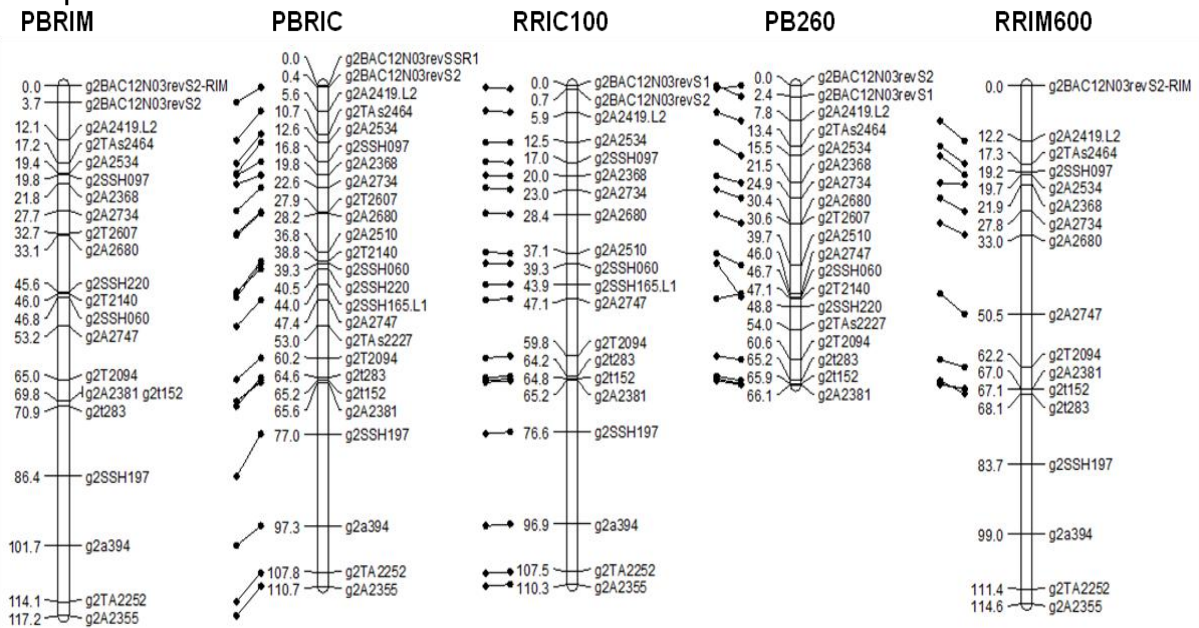 PBRIM
0.0 g2BAC12N03revS2-RIM
3.7 g2BAC12N03revS2
12.1 g2A2419.L2
17.2 g2TAs2464
19.4 g2A2534
19.8 g2SSH097
21.8 g2A2368
27.7 g2A2734
32.7 g2T2607
33.1 g2A2680
45.6 g2SSH220
46.0 g2T2140
46.8 g2SSH060
53.2 g2A2747
65.0 g2T2094
69.8 g2A2381 g2t152
70.9 g2t283
86.4 g2SSH197
101.7 g2a394
114.1 g2TA2252
117.2 g2A2355
PBRIC
0.0 g2BAC12N03revSSR1
0.4 g2BAC12N03revS2
5.6 g2A2419.L2
10.7 g2TAs2464
12.6 g2A2534
16.8 g2SSH097
19.8 g2A2368
22.6 g2A2734
27.9 g2T2607
28.2 g2A2680
36.8 g2A2510
38.8 g2T2140
39.3 g2SSH060
40.5 g2SSH220
44.0 g2SSH165.L1
47.4 g2A2747
53.0 g2TAs2227
60.2 g2T2094
64.6 g2t283
65.2 g2t152
65.6 g2A2381
77.0 g2SSH197
97.3 g2a394
107.8 g2TA2252
110.7 g2A2355
RRIC100
0.0 g2BAC12N03revS1
0.7 g2BAC12N03revS2
5.9 g2A2419.L2
12.5 g2A2534
17.0 g2SSH097
20.0 g2A2368
23.0 g2A2734
28.4 g2A2680
37.1 g2A2510
39.3 g2SSH060
43.9 g2SSH165.L1
47.1 g2A2747
59.8 g2T2094
64.2 g2t283
64.8 g2t152
65.2 g2A2381
76.6 g2SSH197
96.9 g2a394
107.5 g2TA2252
110.3 g2A2355
PB260
0.0 g2BAC12N03revS2
2.4 g2BAC12N03revS1
7.8 g2A2419.L2
13.4 g2TAs2464
15.5 g2A2534
21.5 g2A2368
24.9 g2A2734
30.4 g2A2680
30.6 g2T2607
39.7 g2A2510
46.0 g2A2747
46.7 g2SSH060
47.1 g2T2140
48.8 g2SSH220
54.0 g2TAs2227
60.6 g2T2094
65.2 g2t283
65.9 g2t152
66.1 g2A2381
RRIM600
0.0 g2BAC12N03revS2-RIM
12.2 g2A2419.L2
17.3 g2TAs2464
19.2 g2SSH097
19.7 g2A2534
21.9 g2A2368
27.8 g2A2734
33.0 g2A2680
50.5 g2A2747
62.2 g2T2094
67.0 g2A2381
67.1 g2t152
68.1 g2t283
83.7 g2SSH197
99.0 g2a394
111.4 g2TA2252
114.6 g2A2355